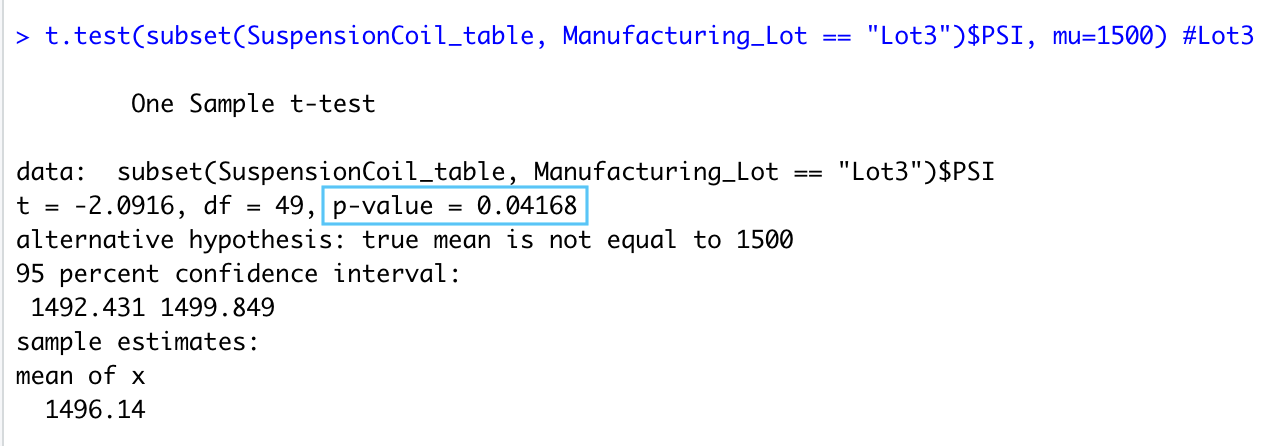 > t.test(subset(SuspensionCoil_table, Manufacturing_Lot == "Lot3")$PSI, mu=1500) #Lot3
One Sample t-test
data:  subset(SuspensionCoil_table, Manufacturing_Lot == "Lot3")$PSI
t = -2.0916, df = 49, p-value = 0.04168
alternative hypothesis: true mean is not equal to 1500
95 percent confidence interval:
1492.431 1499.849
sample estimates:
mean of x
1496.14